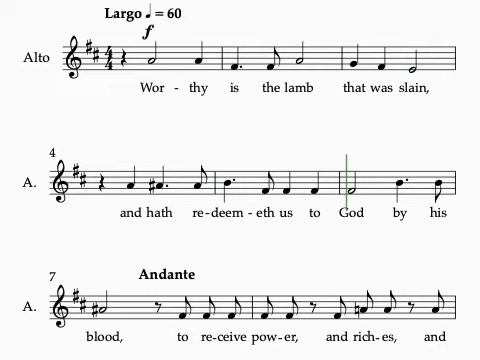 Largo ♩ = 60
f
Alto
Wor - thy is the lamb that was slain,
4
A.
and hath re-deem - eth us to God by his
7
Andante
A.
blood, to re-ceive pow-er, and rich-es, and